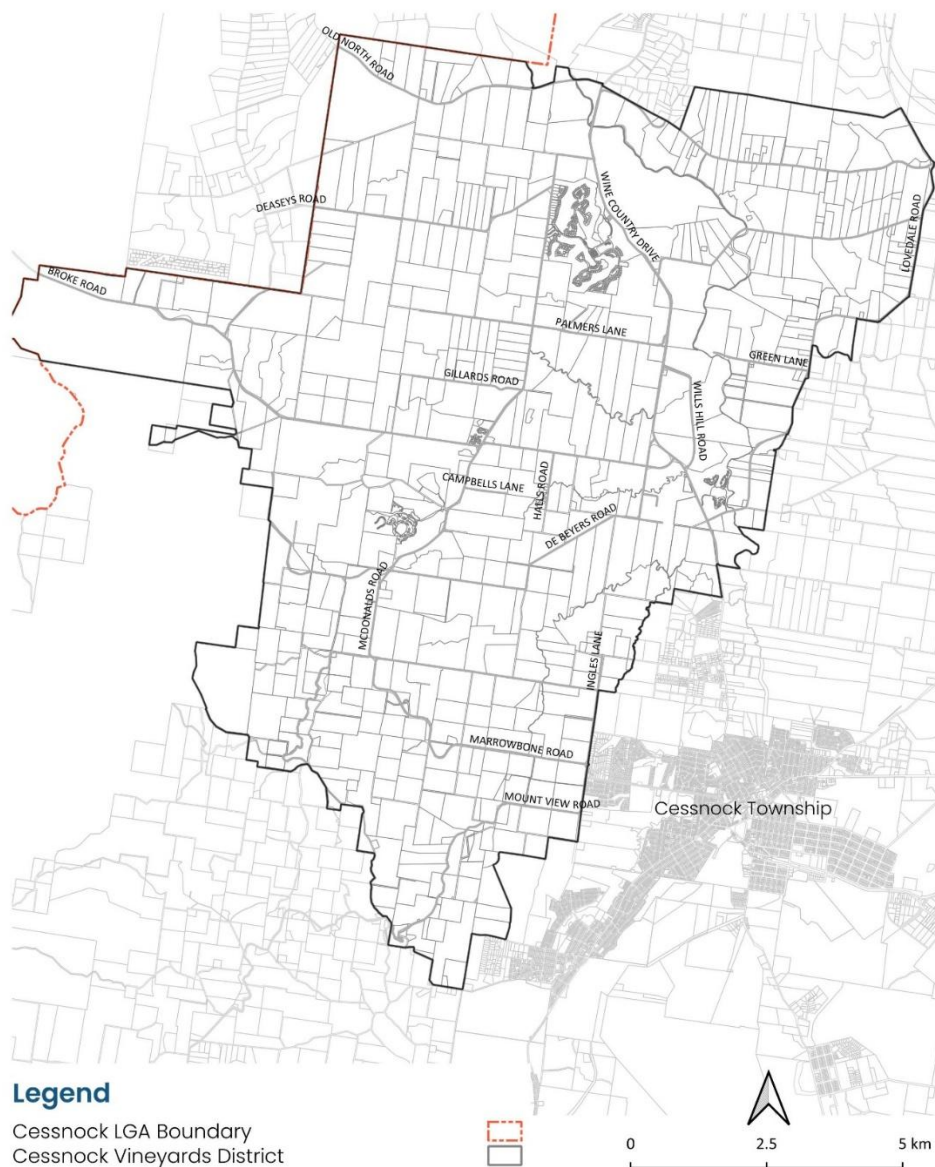 OLD NORTH ROAD
WINE COUNTRY DRIVE
DEASEYS ROAD
LOVEDALE ROAD
BROKE ROAD
PALMERS LANE
GREEN LANE
GILLARDS ROAD
WILLS HILL ROAD
CAMPBELLS LANE
HALLS ROAD
DE BEYERS ROAD
MCDONALDS ROAD
INGLES LANE
MARROWBONE ROAD
MOUNT VIEW ROAD
Cessnock Township
Legend
Cessnock LGA Boundary
Cessnock Vineyards District
0 2.5 5 km